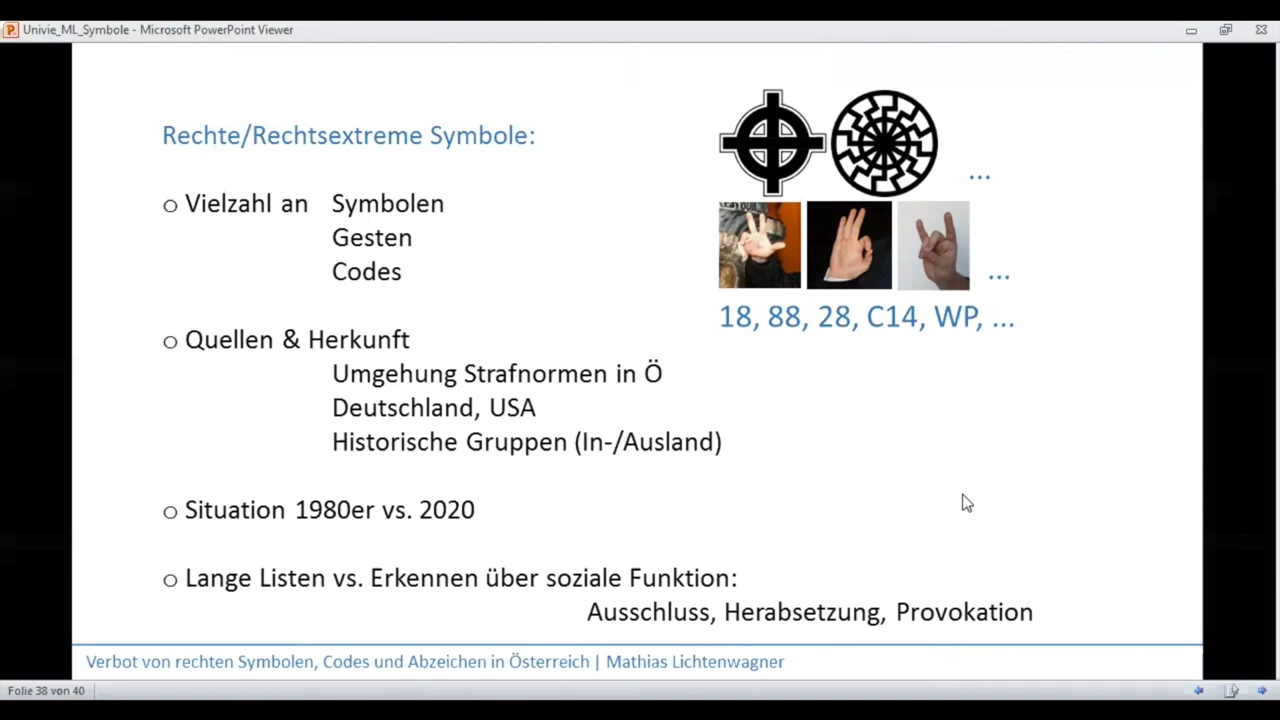 Univie_ML_Symbole - Microsoft PowerPoint Viewer
Rechte/Rechtsextreme Symbole:
...
o Vielzahl an Symbolen
Gesten
Codes
...
18, 88, 28, C14, WP, ...
o Quellen & Herkunft
Umgehung Strafnormen in Ö
Deutschland, USA
Historische Gruppen (In-/Ausland)
o Situation 1980er vs. 2020
o Lange Listen vs. Erkennen über soziale Funktion:
Ausschluss, Herabsetzung, Provokation
Verbot von rechten Symbolen, Codes und Abzeichen in Österreich | Mathias Lichtenwagner
Folie 38 von 40